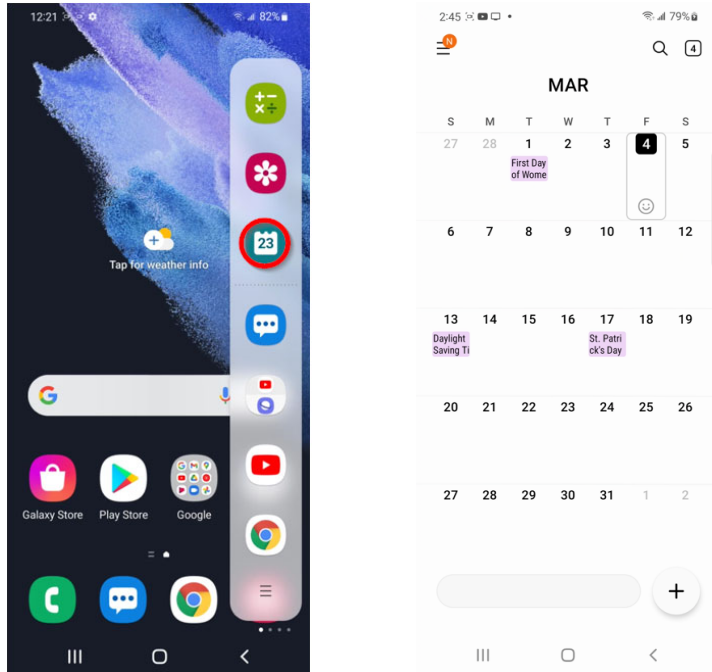 12:21
82%
23
Tap for weather info
Galaxy Store
Play Store
Google
2:45
79%
N
4
MAR
S M T W T F S
27 28 1 2 3 4 5
First Day
of Wome
6 7 8 9 10 11 12
13 14 15 16 17 18 19
Daylight
Saving Ti
St. Patri
ck's Day
20 21 22 23 24 25 26
27 28 29 30 31 1 2